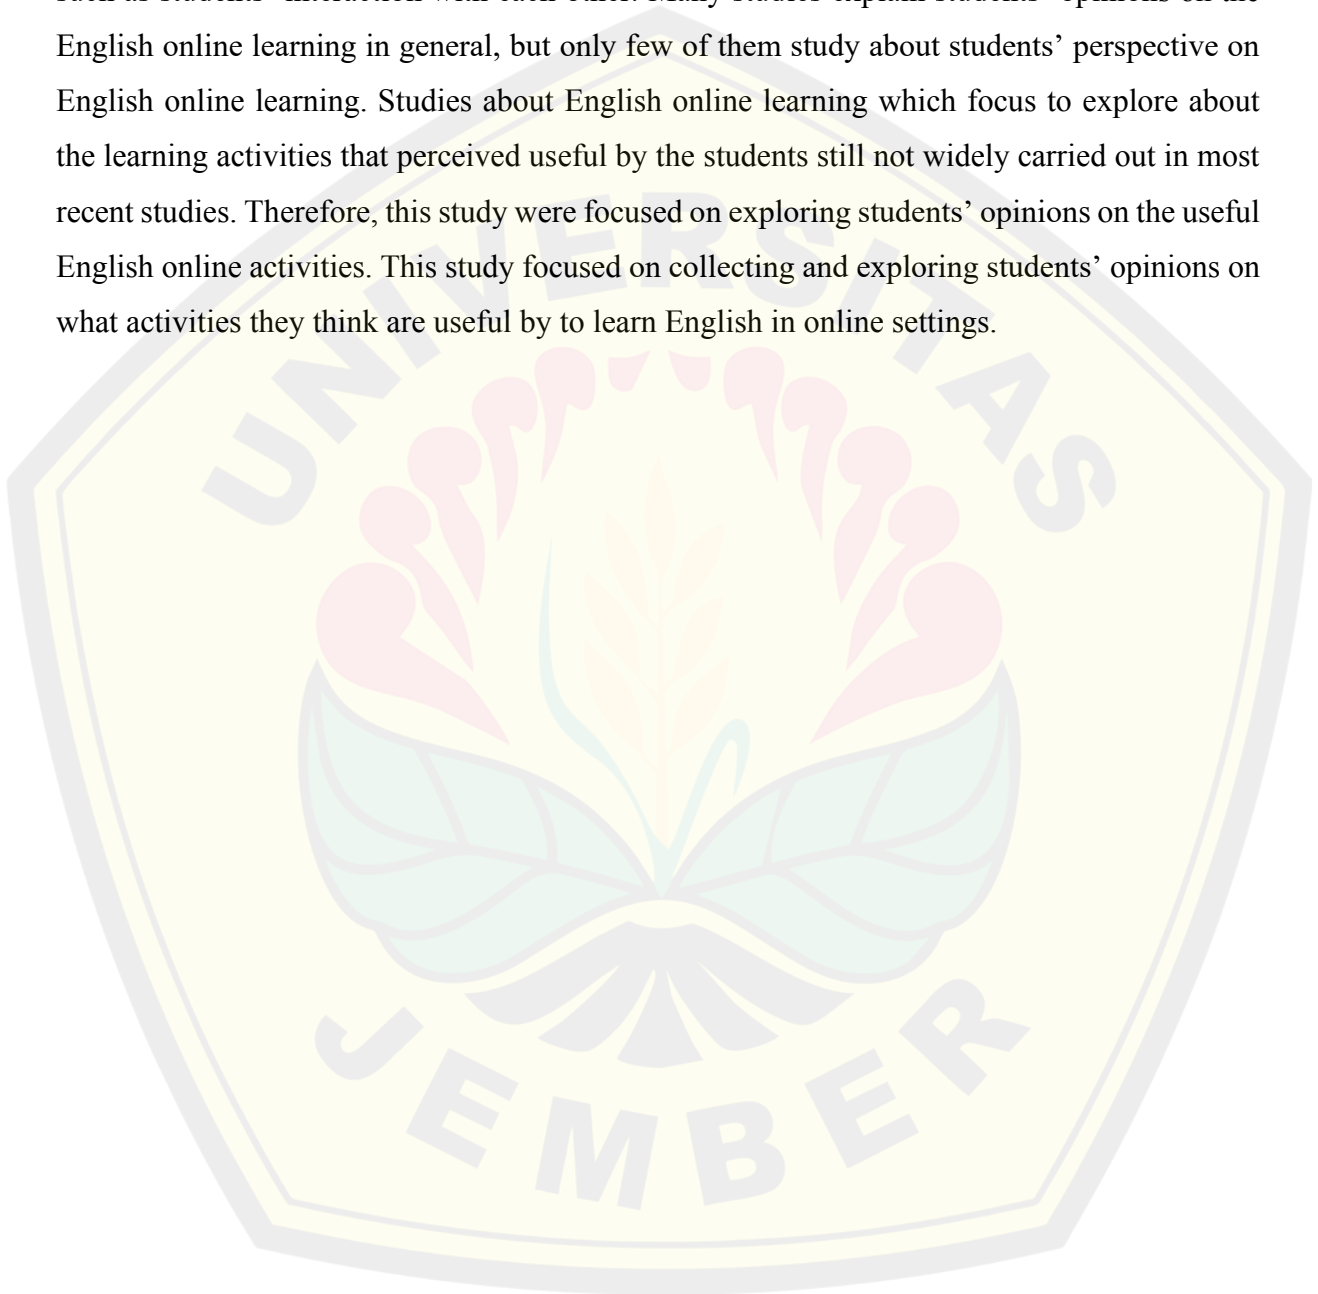 such as students' interaction with each other. Many studies explain students' opinions on the
English online learning in general, but only few of them study about students' perspective on
English online learning. Studies about English online learning which focus to explore about
the learning activities that perceived useful by the students still not widely carried out in most
recent studies. Therefore, this study were focused on exploring students' opinions on the useful
English online activities. This study focused on collecting and exploring students' opinions on
what activities they think are useful by to learn English in online settings.
UNIVERSITAS
JEMBER